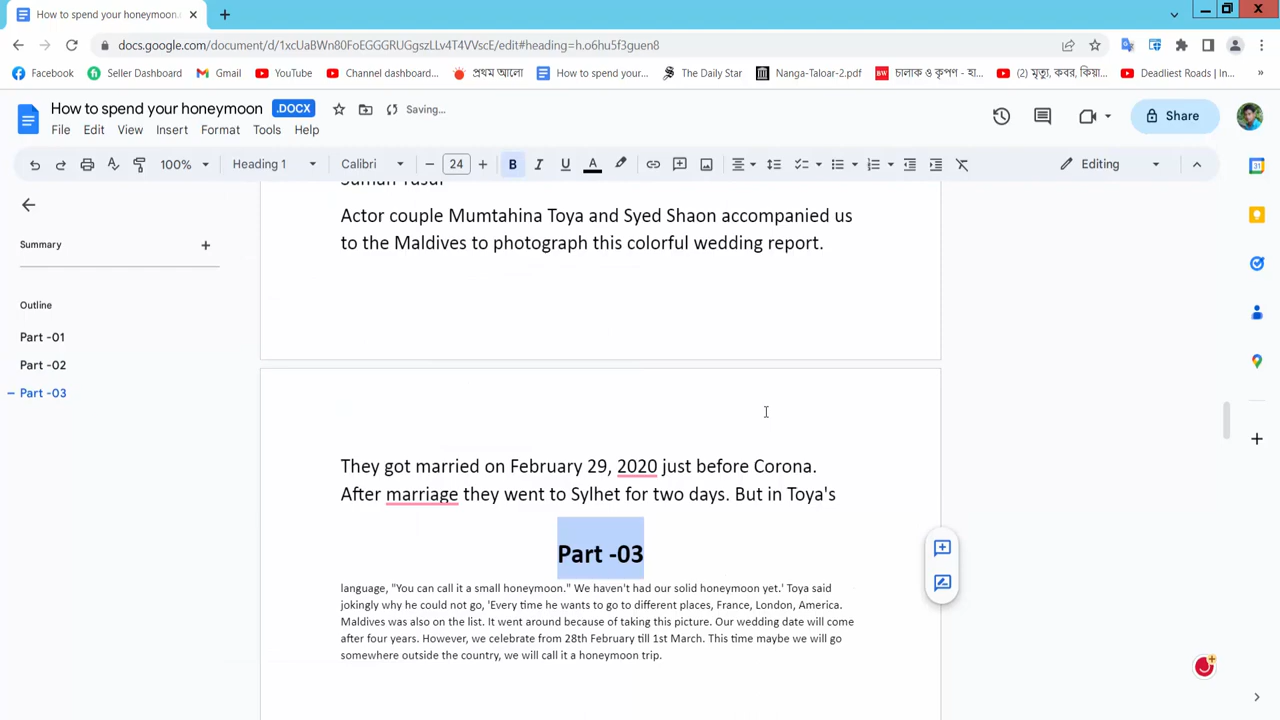 How to spend your honeymoon.
docs.google.com/document/d/1xcUaBWn80FoEGGGRUGgszLLv4T4VVscE/edit#heading=h.o6hu5f3guen8
Facebook
Seller Dashboard
Gmail
YouTube
Channel dashboard...
প্রথম আলো
How to spend your...
The Daily Star
Nanga-Taloar-2.pdf
BW চালাক ও কৃপণ - হা...
(2) মৃত্যু, কবর, কিয়া...
Deadliest Roads | In...
»
How to spend your honeymoon .DOCX Saving...
File Edit View Insert Format Tools Help
Share
100% Heading 1 Calibri − 24 + B I U A Editing
Summary
Outline
Part -01
Part -02
Part -03
Actor couple Mumtahina Toya and Syed Shaon accompanied us
to the Maldives to photograph this colorful wedding report.
They got married on February 29, 2020 just before Corona.
After marriage they went to Sylhet for two days. But in Toya's
Part -03
language, "You can call it a small honeymoon." We haven't had our solid honeymoon yet.' Toya said
jokingly why he could not go, 'Every time he wants to go to different places, France, London, America.
Maldives was also on the list. It went around because of taking this picture. Our wedding date will come
after four years. However, we celebrate from 28th February till 1st March. This time maybe we will go
somewhere outside the country, we will call it a honeymoon trip.